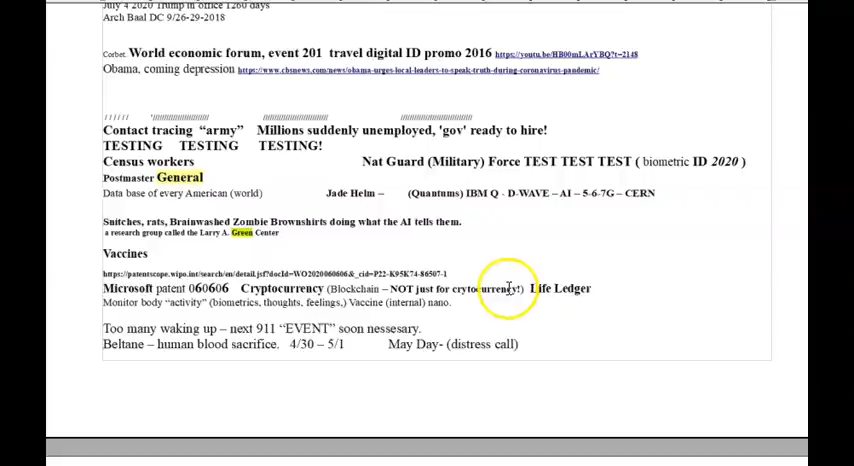 July 4 2020 Trump in office 1260 days
Arch Baal DC 9/26-29-2018
Corbet. World economic forum, event 201 travel digital ID promo 2016 https://youtu.be/HB00mLArYBQ?t=2148
Obama, coming depression https://www.cbsnews.com/news/obama-urges-local-leaders-to-speak-truth-during-coronavirus-pandemic/
Contact tracing “army” Millions suddenly unemployed, 'gov' ready to hire!
TESTING TESTING TESTING!
Census workers Nat Guard (Military) Force TEST TEST TEST ( biometric ID 2020 )
Postmaster General
Data base of every American (world) Jade Helm – (Quantums) IBM Q - D-WAVE – AI – 5-6-7G – CERN
Snitches, rats, Brainwashed Zombie Brownshirts doing what the AI tells them.
a research group called the Larry A. Green Center
Vaccines
https://patentscope.wipo.int/search/en/detail.jsf?docId=WO2020060606&_cid=P22-K95K74-86507-1
Microsoft patent 060606 Cryptocurrency (Blockchain – NOT just for crytocurrency!) Life Ledger
Monitor body “activity” (biometrics, thoughts, feelings,) Vaccine (internal) nano.
Too many waking up – next 911 “EVENT” soon nessesary.
Beltane – human blood sacrifice. 4/30 – 5/1 May Day- (distress call)